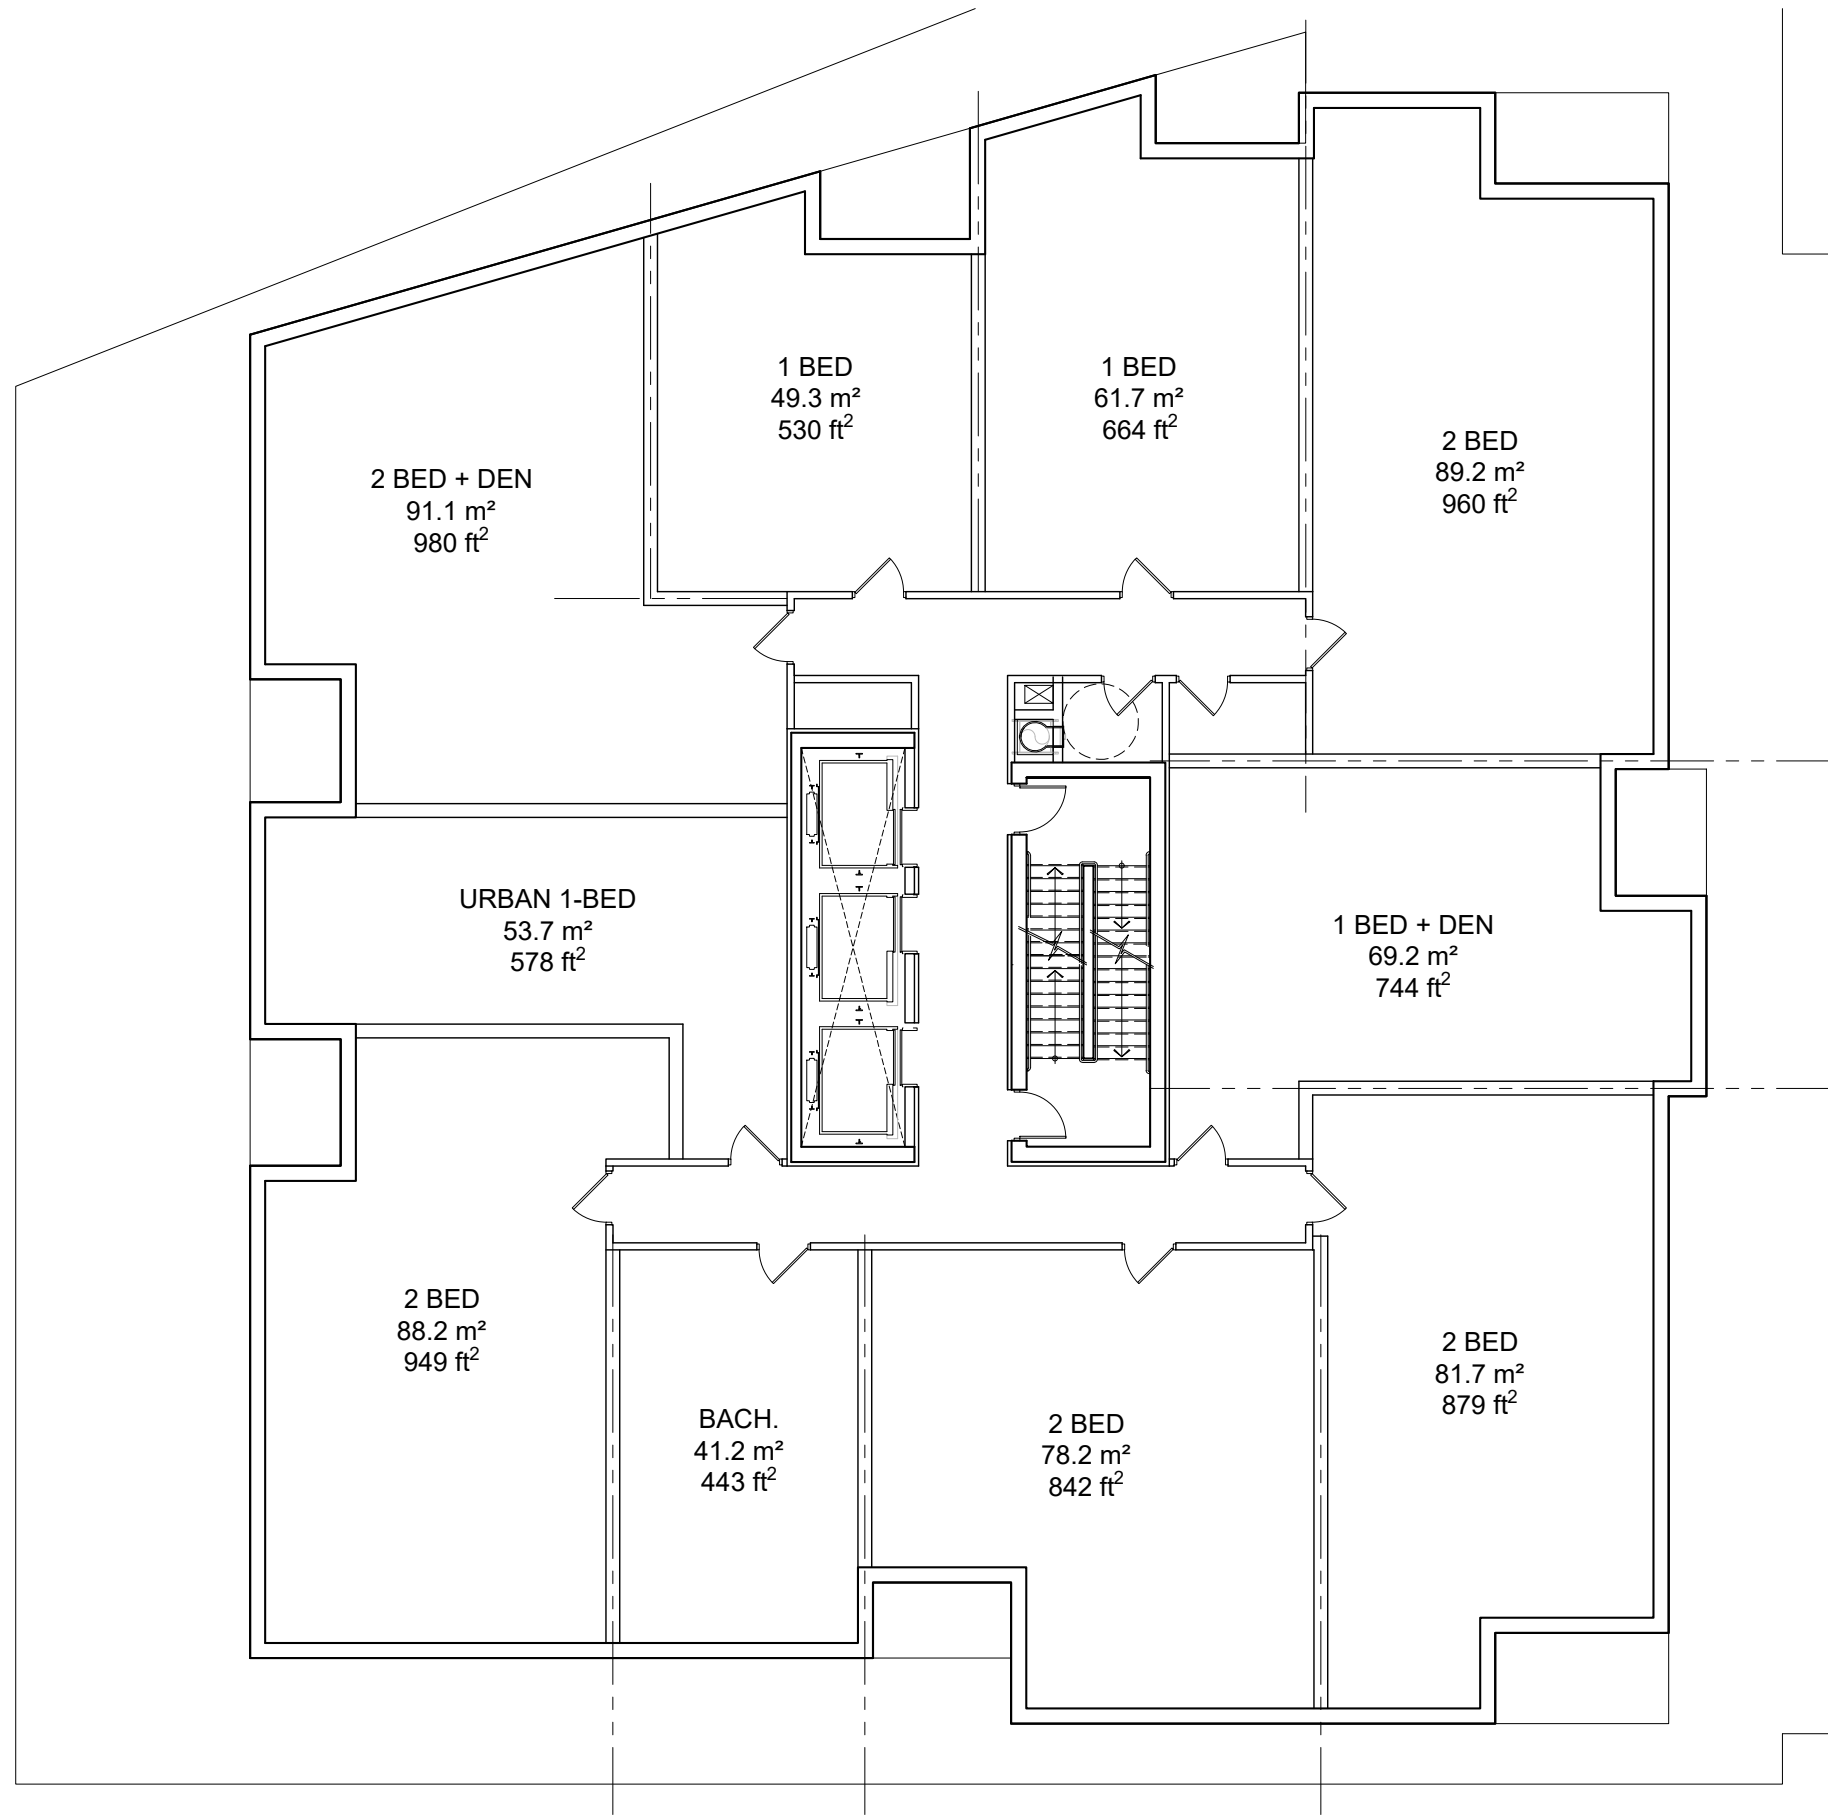 1 BED
49.3 m²
530 ft²
1 BED
61.7 m²
664 ft²
2 BED
89.2 m²
960 ft²
2 BED + DEN
91.1 m²
980 ft²
URBAN 1-BED
53.7 m²
578 ft²
1 BED + DEN
69.2 m²
744 ft²
2 BED
88.2 m²
949 ft²
BACH.
41.2 m²
443 ft²
2 BED
78.2 m²
842 ft²
2 BED
81.7 m²
879 ft²